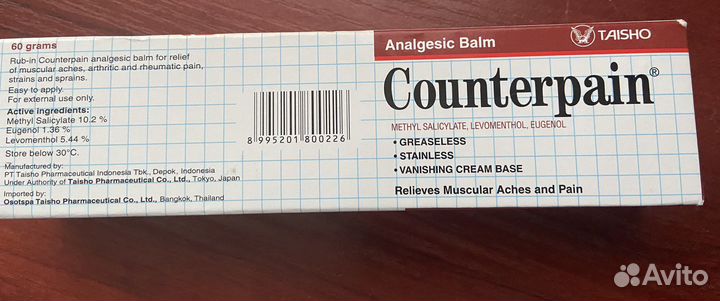 60 grams
Rub-in Counterpain analgesic balm for relief
of muscular aches, arthritic and rheumatic pain,
strains and sprains.
Easy to apply.
For external use only.
Active ingredients:
Methyl Salicylate 10.2 %
Eugenol 1.36 %
Levomenthol 5.44 %
Store below 30°C.
Manufactured by:
PT Taisho Pharmaceutical Indonesia Tbk., Depok, Indonesia
Under Authority of Taisho Pharmaceutical Co., Ltd., Tokyo, Japan
Imported by:
Osotspa Taisho Pharmaceutical Co., Ltd., Bangkok, Thailand
8 995201 800226
Analgesic Balm
TAISHO
Counterpain®
METHYL SALICYLATE, LEVOMENTHOL, EUGENOL
• GREASELESS
• STAINLESS
• VANISHING CREAM BASE
Relieves Muscular Aches and Pain
Avito